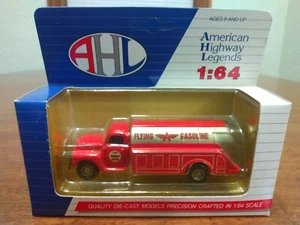 AGES 8 AND UP!
AHL
American
Highway
Legends
1:64
FLYING GASOLINE
QUALITY DIE-CAST MODELS PRECISION CRAFTED IN 1/64 SCALE